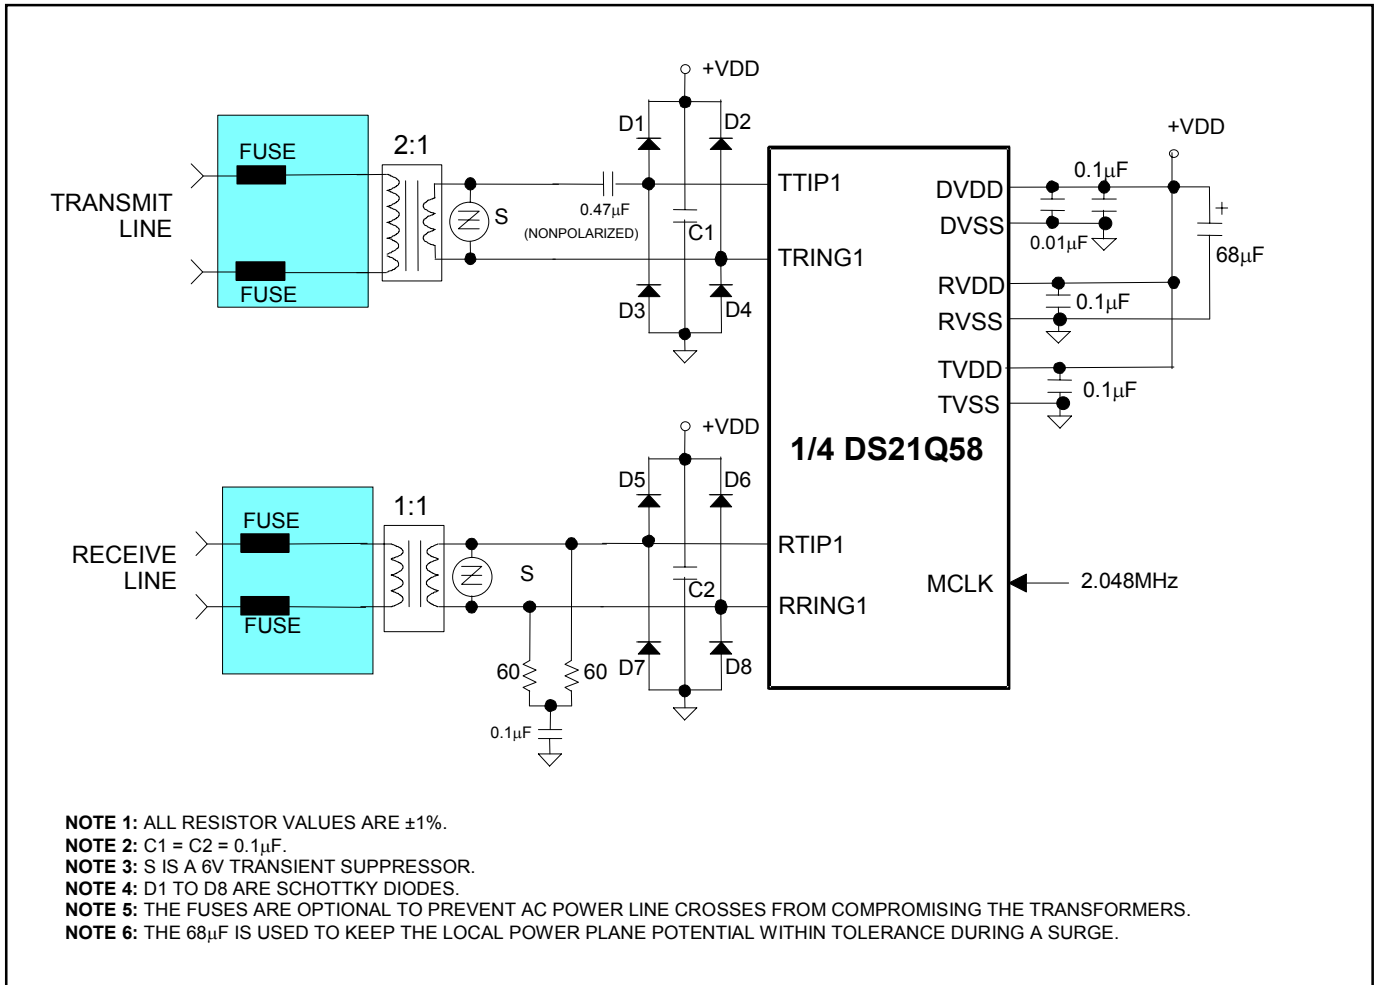 +VDD
D1
D2
+VDD
FUSE
2:1
TRANSMIT
LINE
S
0.47µF
(NONPOLARIZED)
C1
TTIP1
TRING1
FUSE
D3
D4
DVDD
0.1µF
DVSS
0.01µF
+
68µF
RVDD
0.1µF
RVSS
TVDD
0.1µF
TVSS
1/4 DS21Q58
+VDD
D5
D6
FUSE
1:1
RECEIVE
LINE
S
C2
RTIP1
RRING1
MCLK
2.048MHz
FUSE
60
60
D7
D8
0.1µF
NOTE 1: ALL RESISTOR VALUES ARE ±1%.
NOTE 2: C1 = C2 = 0.1µF.
NOTE 3: S IS A 6V TRANSIENT SUPPRESSOR.
NOTE 4: D1 TO D8 ARE SCHOTTKY DIODES.
NOTE 5: THE FUSES ARE OPTIONAL TO PREVENT AC POWER LINE CROSSES FROM COMPROMISING THE TRANSFORMERS.
NOTE 6: THE 68µF IS USED TO KEEP THE LOCAL POWER PLANE POTENTIAL WITHIN TOLERANCE DURING A SURGE.